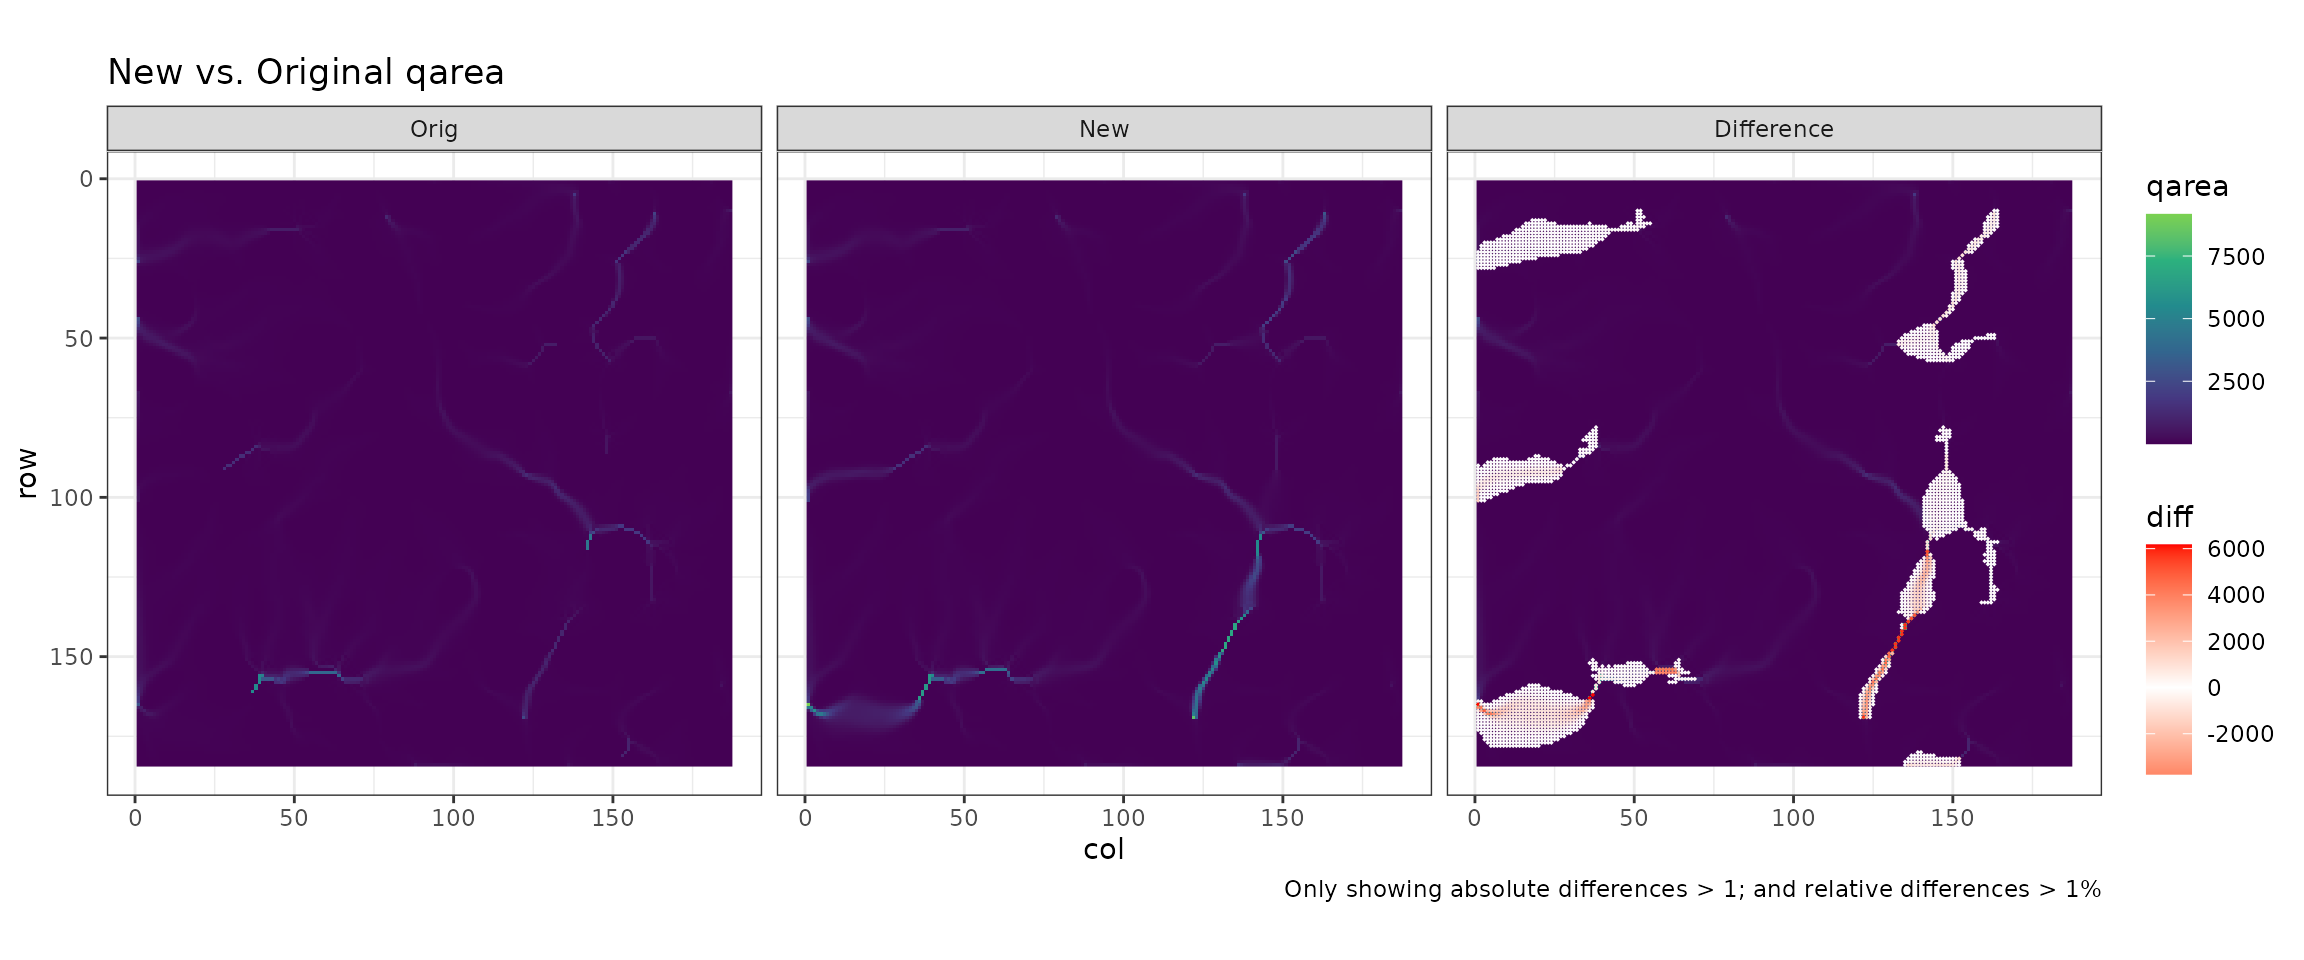 New vs. Original qarea
Orig
New
Difference
0
50
100
150
row
0
50
100
150
0
50
100
150
0
50
100
150
col
qarea
7500
5000
2500
diff
6000
4000
2000
0
-2000
Only showing absolute differences > 1; and relative differences > 1%